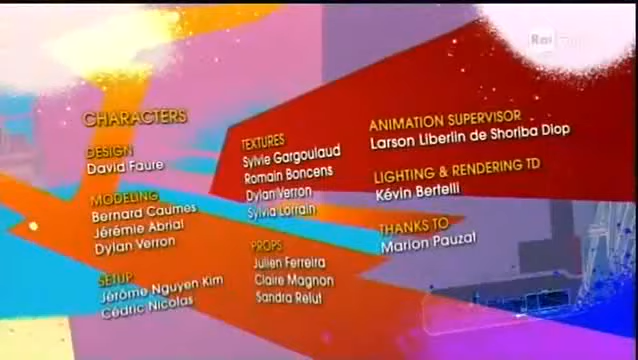 CHARACTERS
DESIGN
David Faure
MODELING
Bernard Caumes
Jérémie Abrial
Dylan Verron
SETUP
Jérôme Nguyen Kim
Cédric Nicolas
TEXTURES
Sylvie Gargoulaud
Romain Boncens
Dylan Verron
Sylvia Lorrain
PROPS
Julien Ferreira
Claire Magnon
Sandra Relut
ANIMATION SUPERVISOR
Larson Liberlin de Shoriba Diop
LIGHTING & RENDERING TD
Kévin Bertelli
THANKS TO
Marion Pauzat
Rai